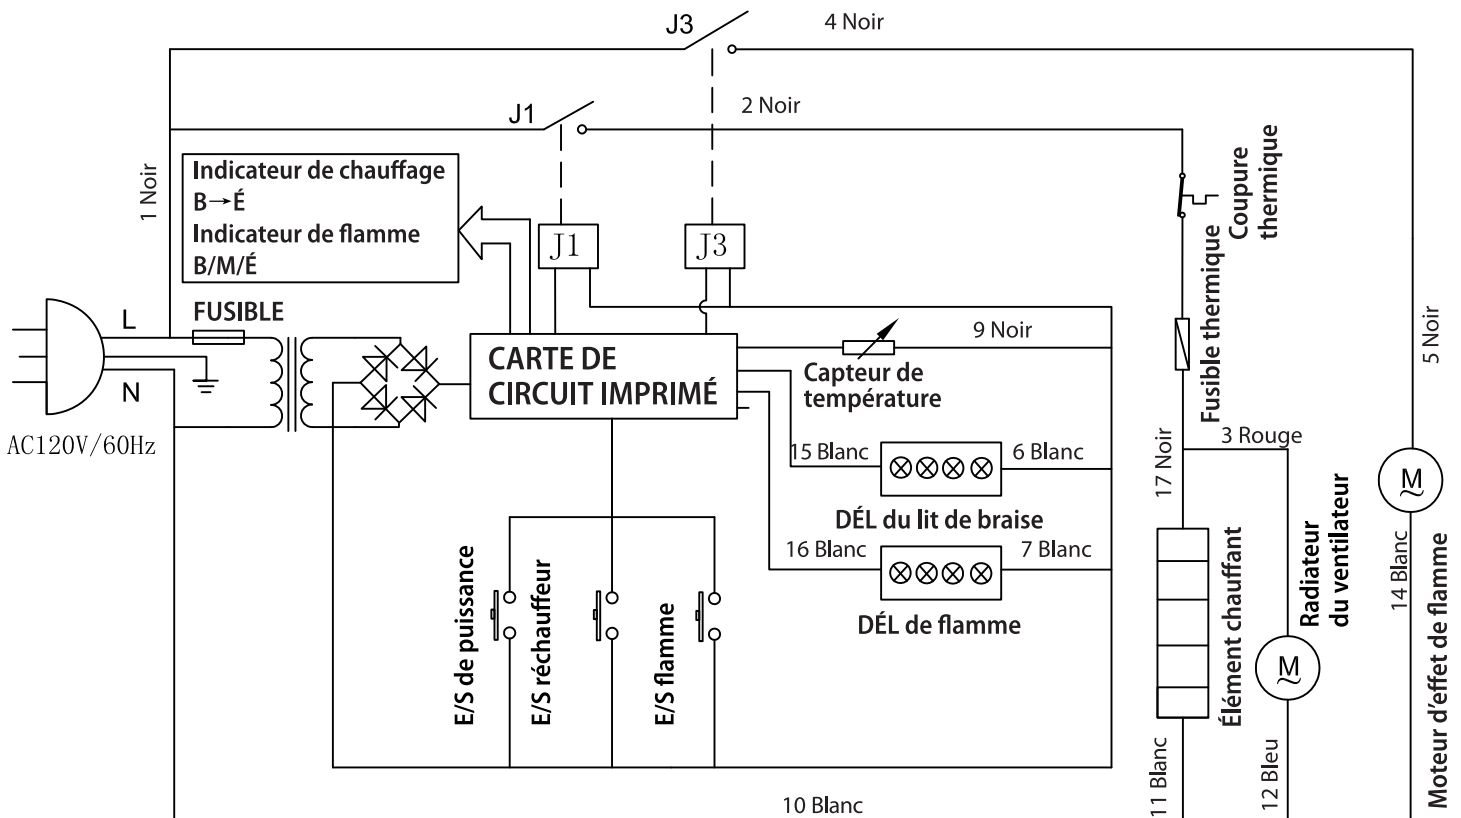 J3
4 Noir
J1
2 Noir
1 Noir
Indicateur de chauffage
B→É
Indicateur de flamme
B/M/É
J1
J3
Coupure
thermique
Fusible thermique
L
FUSIBLE
N
AC120V/60Hz
CARTE DE
CIRCUIT IMPRIMÉ
9 Noir
Capteur de
température
5 Noir
3 Rouge
17 Noir
15 Blanc
6 Blanc
DÉL du lit de braise
16 Blanc
7 Blanc
DÉL de flamme
E/S de puissance
E/S réchauffeur
E/S flamme
Élément chauffant
Radiateur
du ventilateur
M
M
14 Blanc
Moteur d'effet de flamme
11 Blanc
12 Bleu
10 Blanc